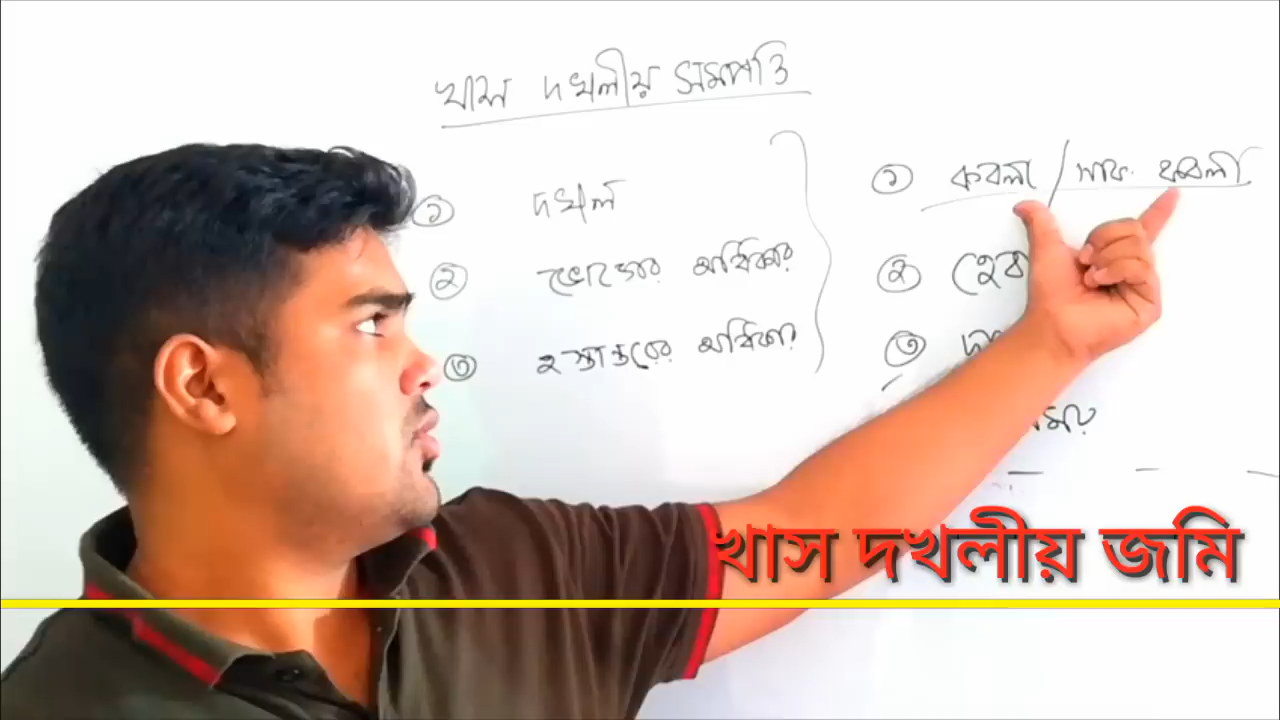 খাস দখলীয় সম্পত্তি
১ দখল
২ ভোগের অধিকার
৩ হস্তান্তরের অধিকার
১ কবলা / সাফ কবলা
২ হেবা
৩
খাস দখলীয় জমি